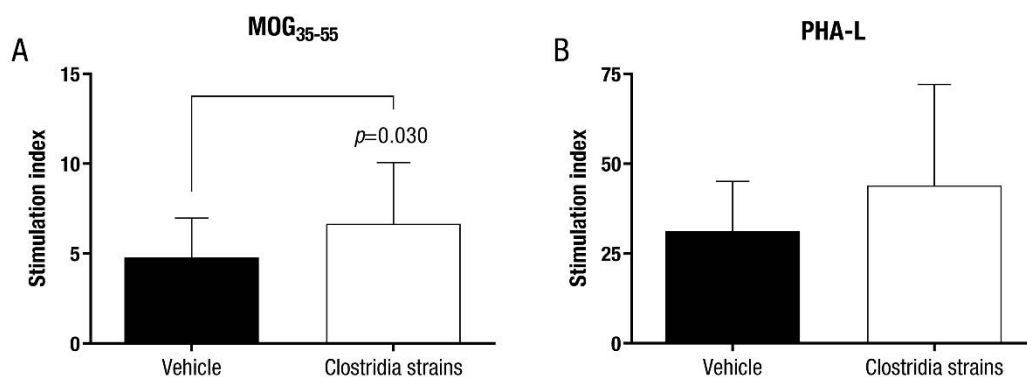 A
MOG35-55
Stimulation index
15
10
5
0
p=0.030
Vehicle
Clostridia strains
B
PHA-L
Stimulation index
75
50
25
0
Vehicle
Clostridia strains